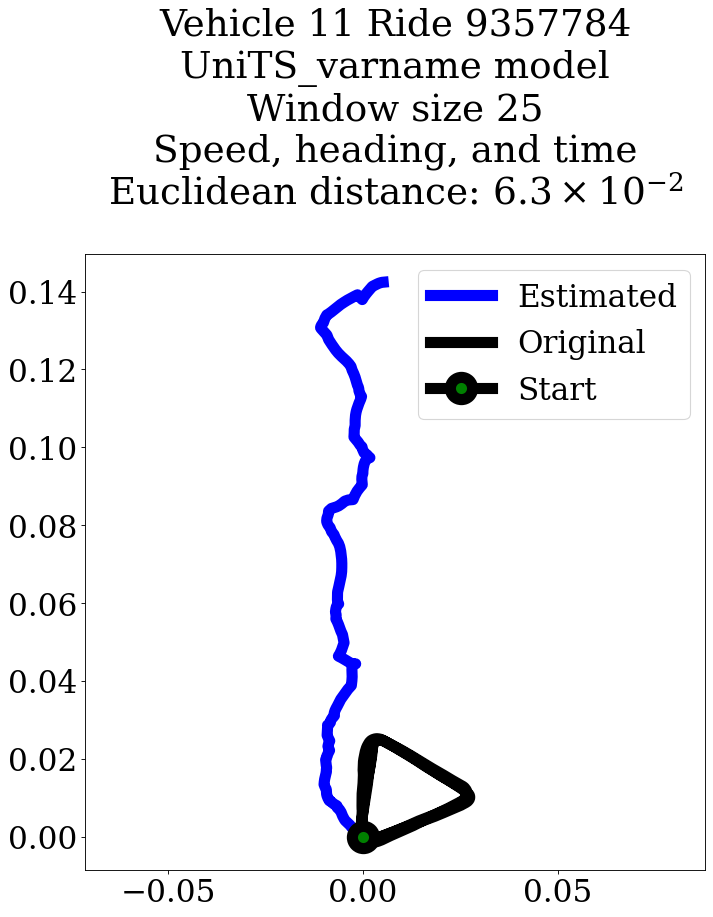 Vehicle 11 Ride 9357784
UniTS_varname model
Window size 25
Speed, heading, and time
Euclidean distance: 6.3 × 10⁻²
0.14
0.12
0.10
0.08
0.06
0.04
0.02
0.00
−0.05
0.00
0.05
Estimated
Original
Start